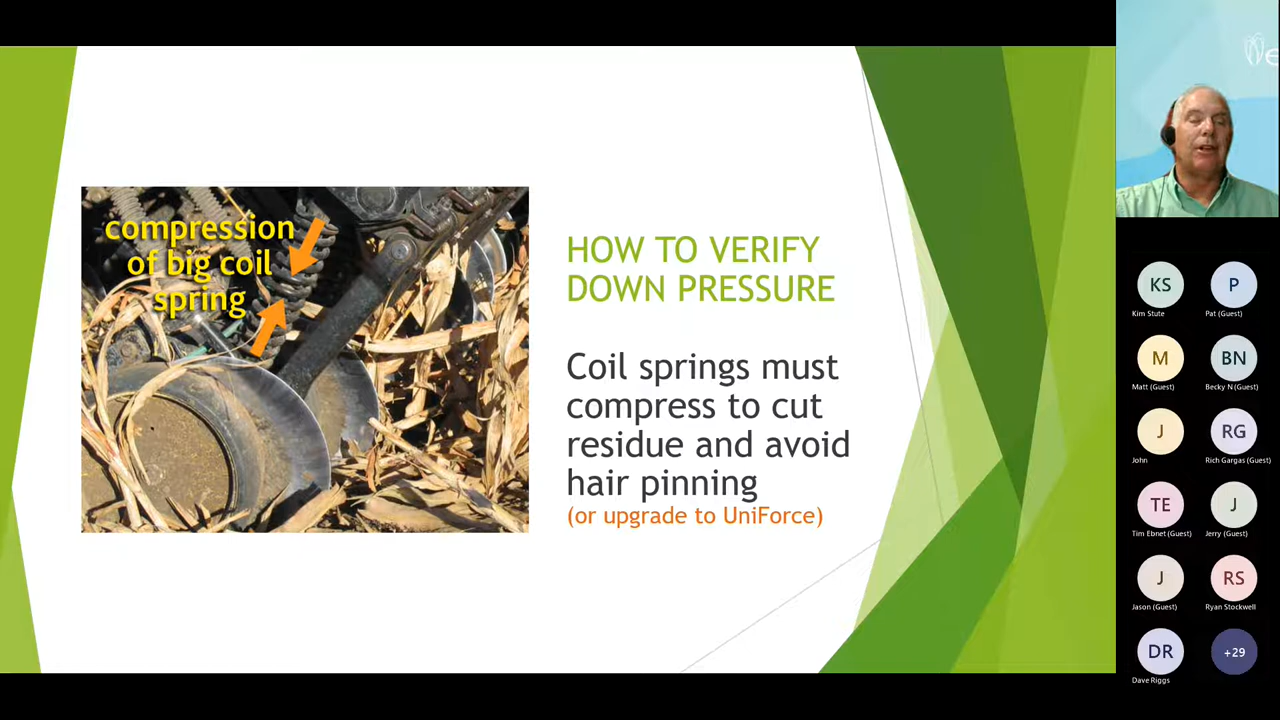 compression
of big coil
spring
HOW TO VERIFY
DOWN PRESSURE
Coil springs must
compress to cut
residue and avoid
hair pinning
(or upgrade to UniForce)
KS
Kim Stute
P
Pat (Guest)
M
Matt (Guest)
BN
Becky N (Guest)
J
John
RG
Rich Gargas (Guest)
TE
Tim Ebnet (Guest)
J
Jerry (Guest)
J
Jason (Guest)
RS
Ryan Stockwell
DR
Dave Riggs
+29